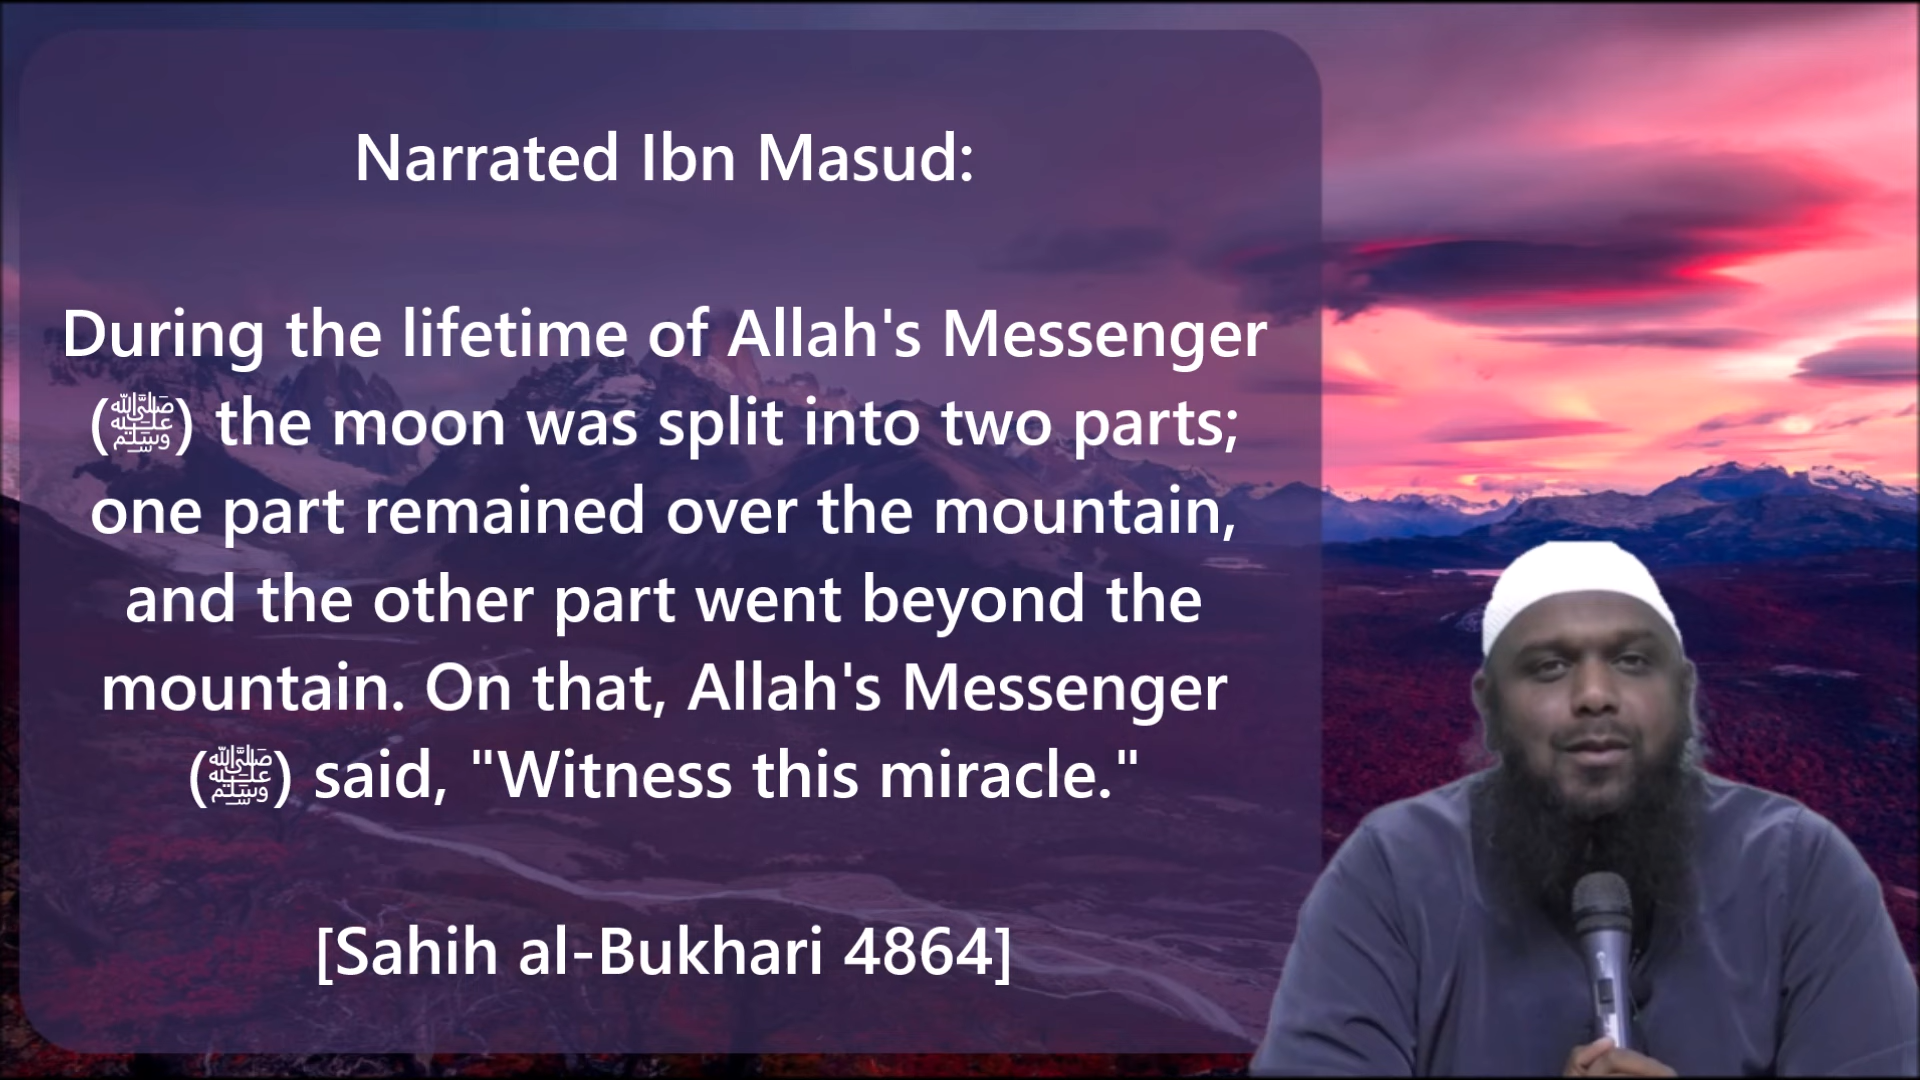 Narrated Ibn Masud:
During the lifetime of Allah's Messenger
(ﷺ) the moon was split into two parts;
one part remained over the mountain,
and the other part went beyond the
mountain. On that, Allah's Messenger
(ﷺ) said, "Witness this miracle."
[Sahih al-Bukhari 4864]